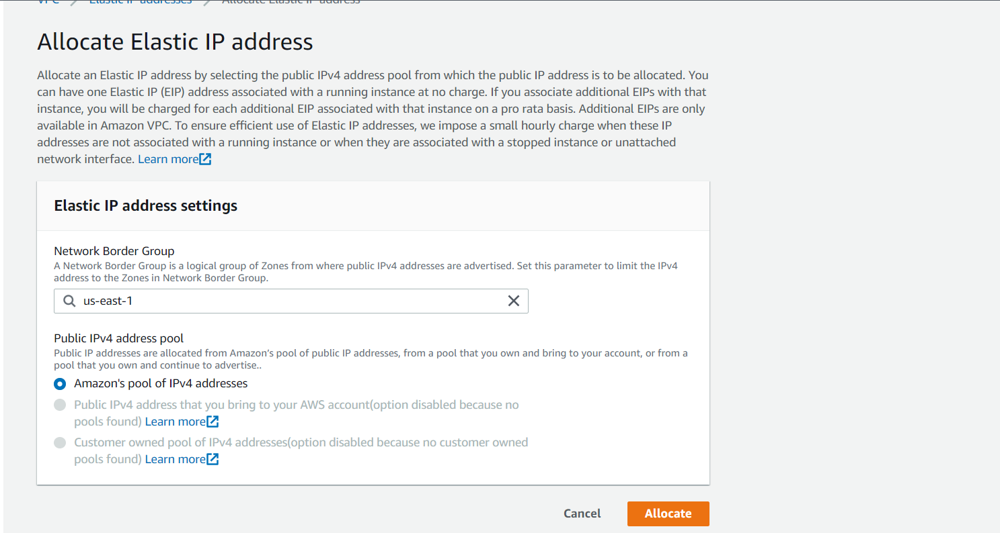 VPC Elastic IP addresses Allocate Elastic IP address
Allocate Elastic IP address
Allocate an Elastic IP address by selecting the public IPv4 address pool from which the public IP address is to be allocated. You
can have one Elastic IP (EIP) address associated with a running instance at no charge. If you associate additional EIPs with that
instance, you will be charged for each additional EIP associated with that instance on a pro rata basis. Additional EIPs are only
available in Amazon VPC. To ensure efficient use of Elastic IP addresses, we impose a small hourly charge when these IP
addresses are not associated with a running instance or when they are associated with a stopped instance or unattached
network interface. Learn more
Elastic IP address settings
Network Border Group
A Network Border Group is a logical group of Zones from where public IPv4 addresses are advertised. Set this parameter to limit the IPv4
address to the Zones in Network Border Group.
us-east-1
Public IPv4 address pool
Public IP addresses are allocated from Amazon's pool of public IP addresses, from a pool that you own and bring to your account, or from a
pool that you own and continue to advertise..
Amazon's pool of IPv4 addresses
Public IPv4 address that you bring to your AWS account(option disabled because no
pools found) Learn more
Customer owned pool of IPv4 addresses(option disabled because no customer owned
pools found) Learn more
Cancel Allocate